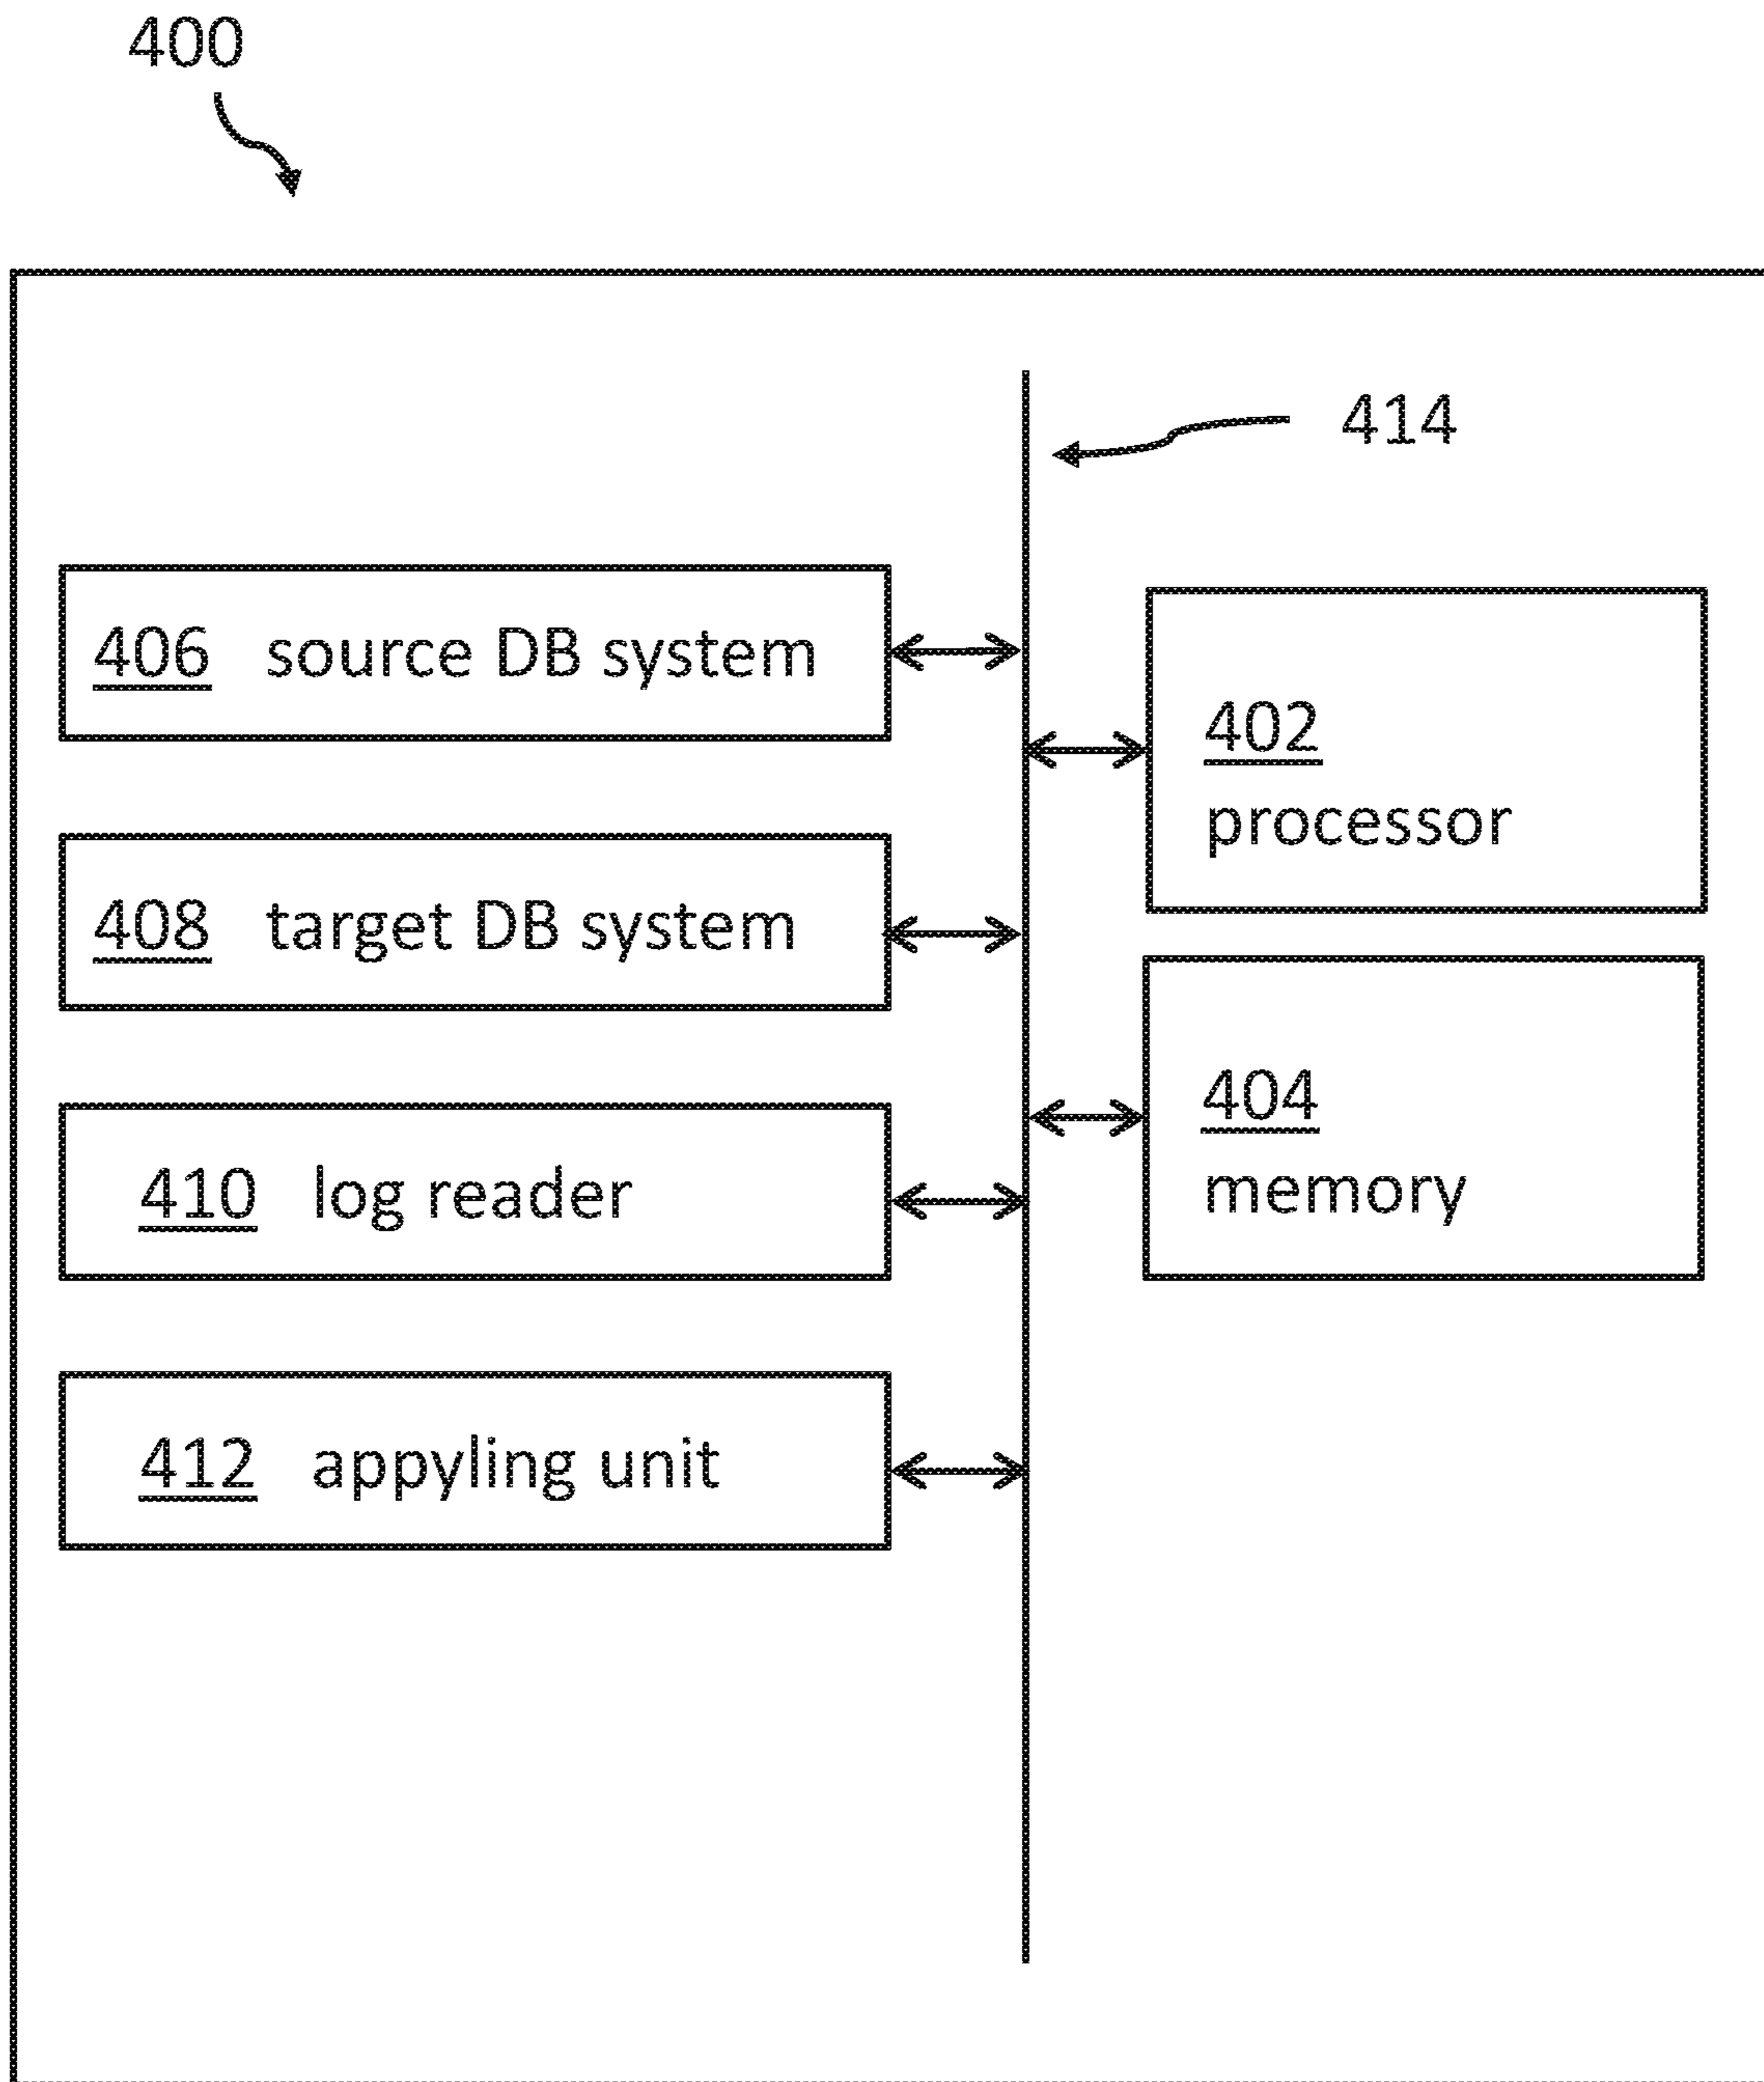 400
414
406 source DB system
402
processor
408 target DB system
404
memory
410 log reader
412 appyling unit